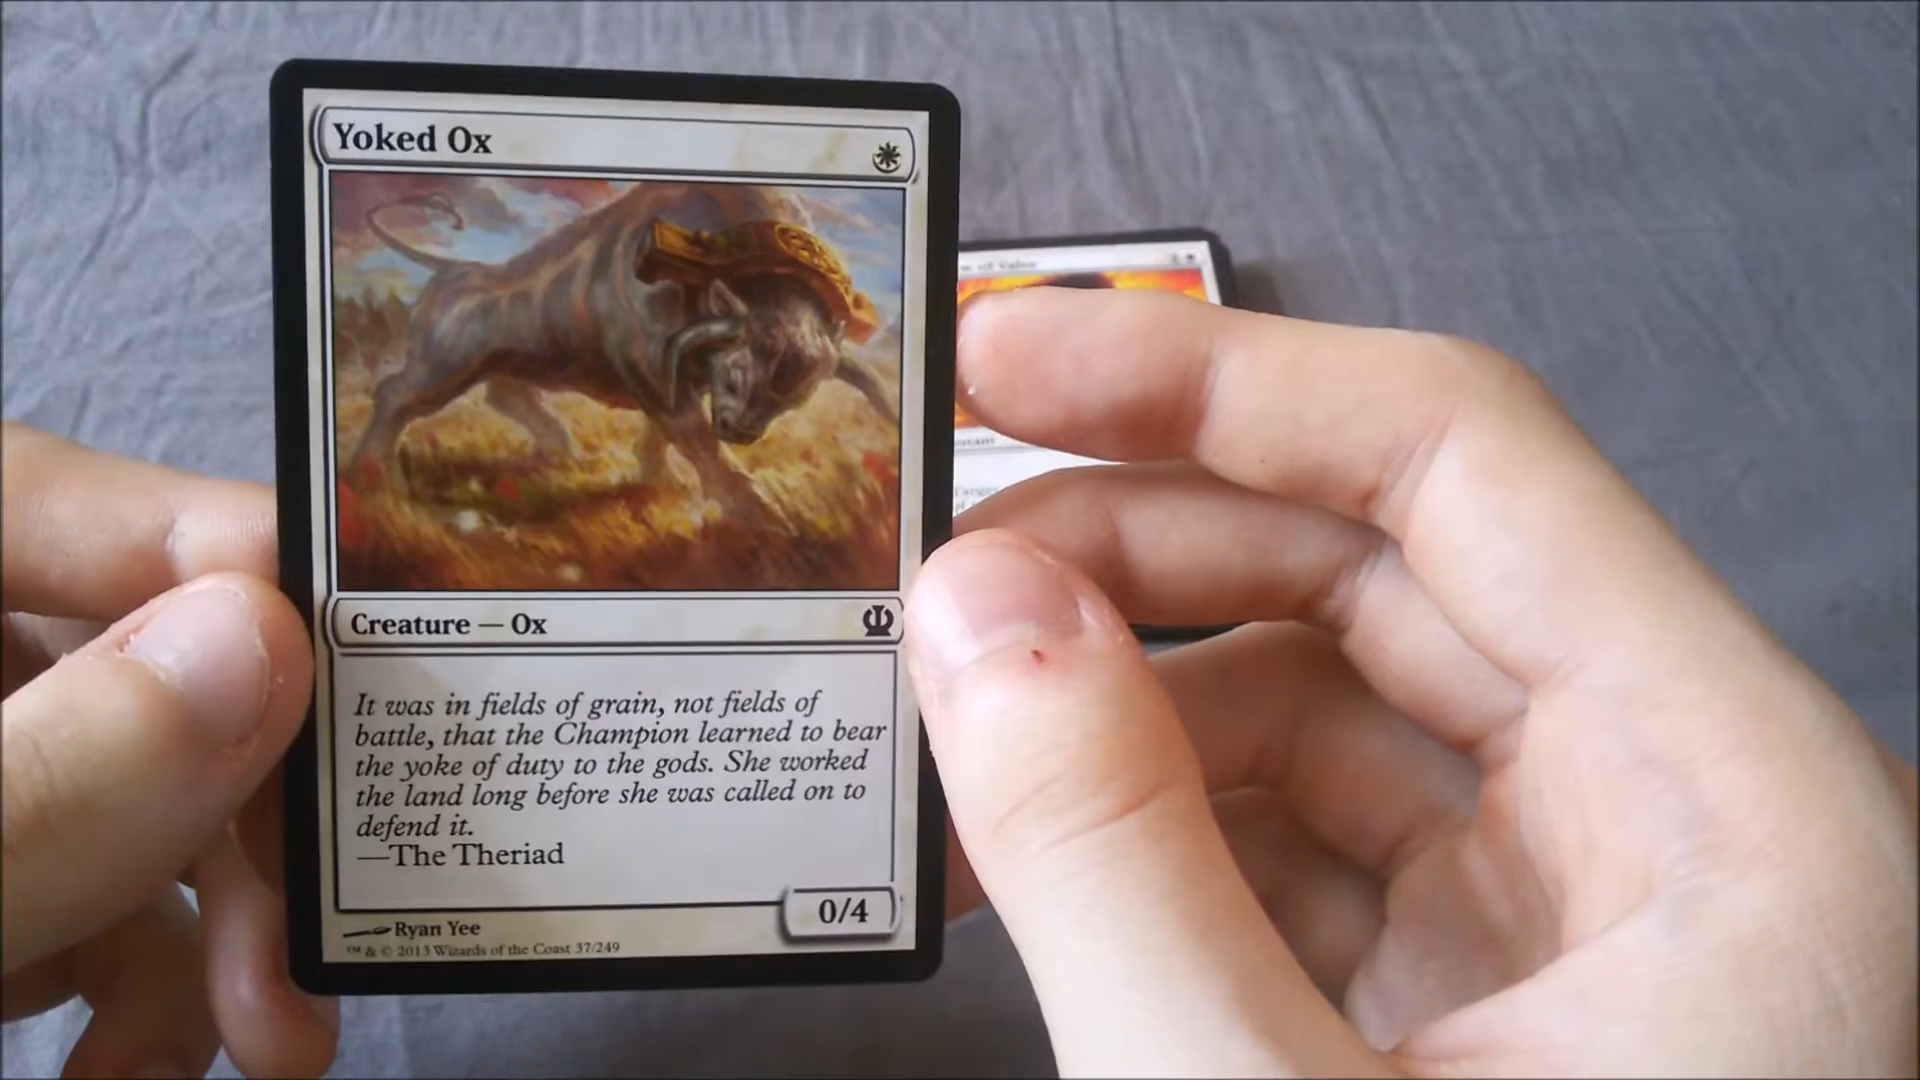 Yoked Ox
Creature — Ox
It was in fields of grain, not fields of
battle, that the Champion learned to bear
the yoke of duty to the gods. She worked
the land long before she was called on to
defend it.
—The Theriad
0/4
Ryan Yee
™ & © 2013 Wizards of the Coast 37/249
of Valor